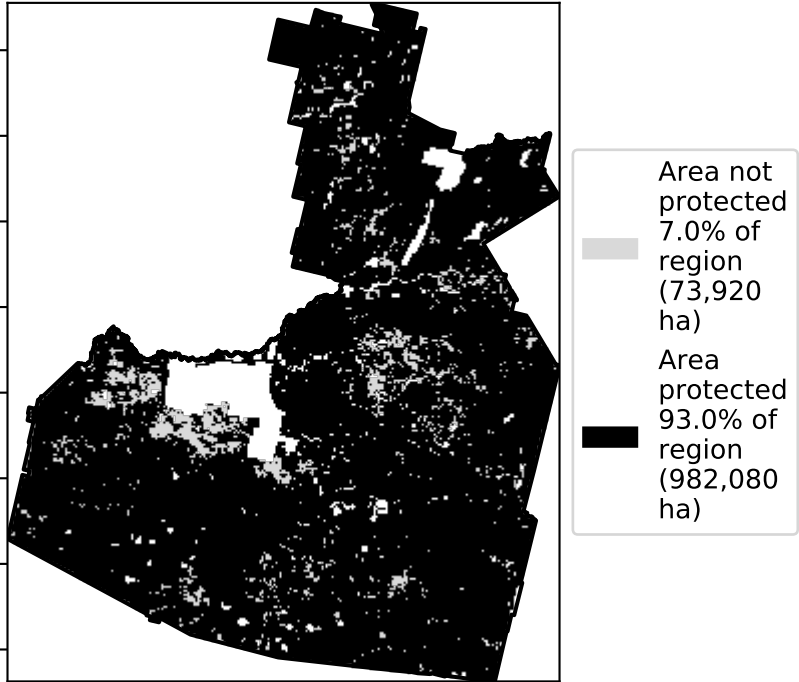 Area not
protected
7.0% of
region
(73,920
ha)
Area
protected
93.0% of
region
(982,080
ha)